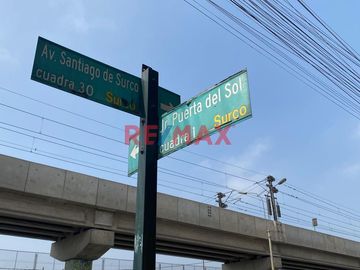 Av. Santiago de Surco
cuadra 30 Surco
Jr. Puerta del Sol
cuadra 1 Surco
RE/MAX